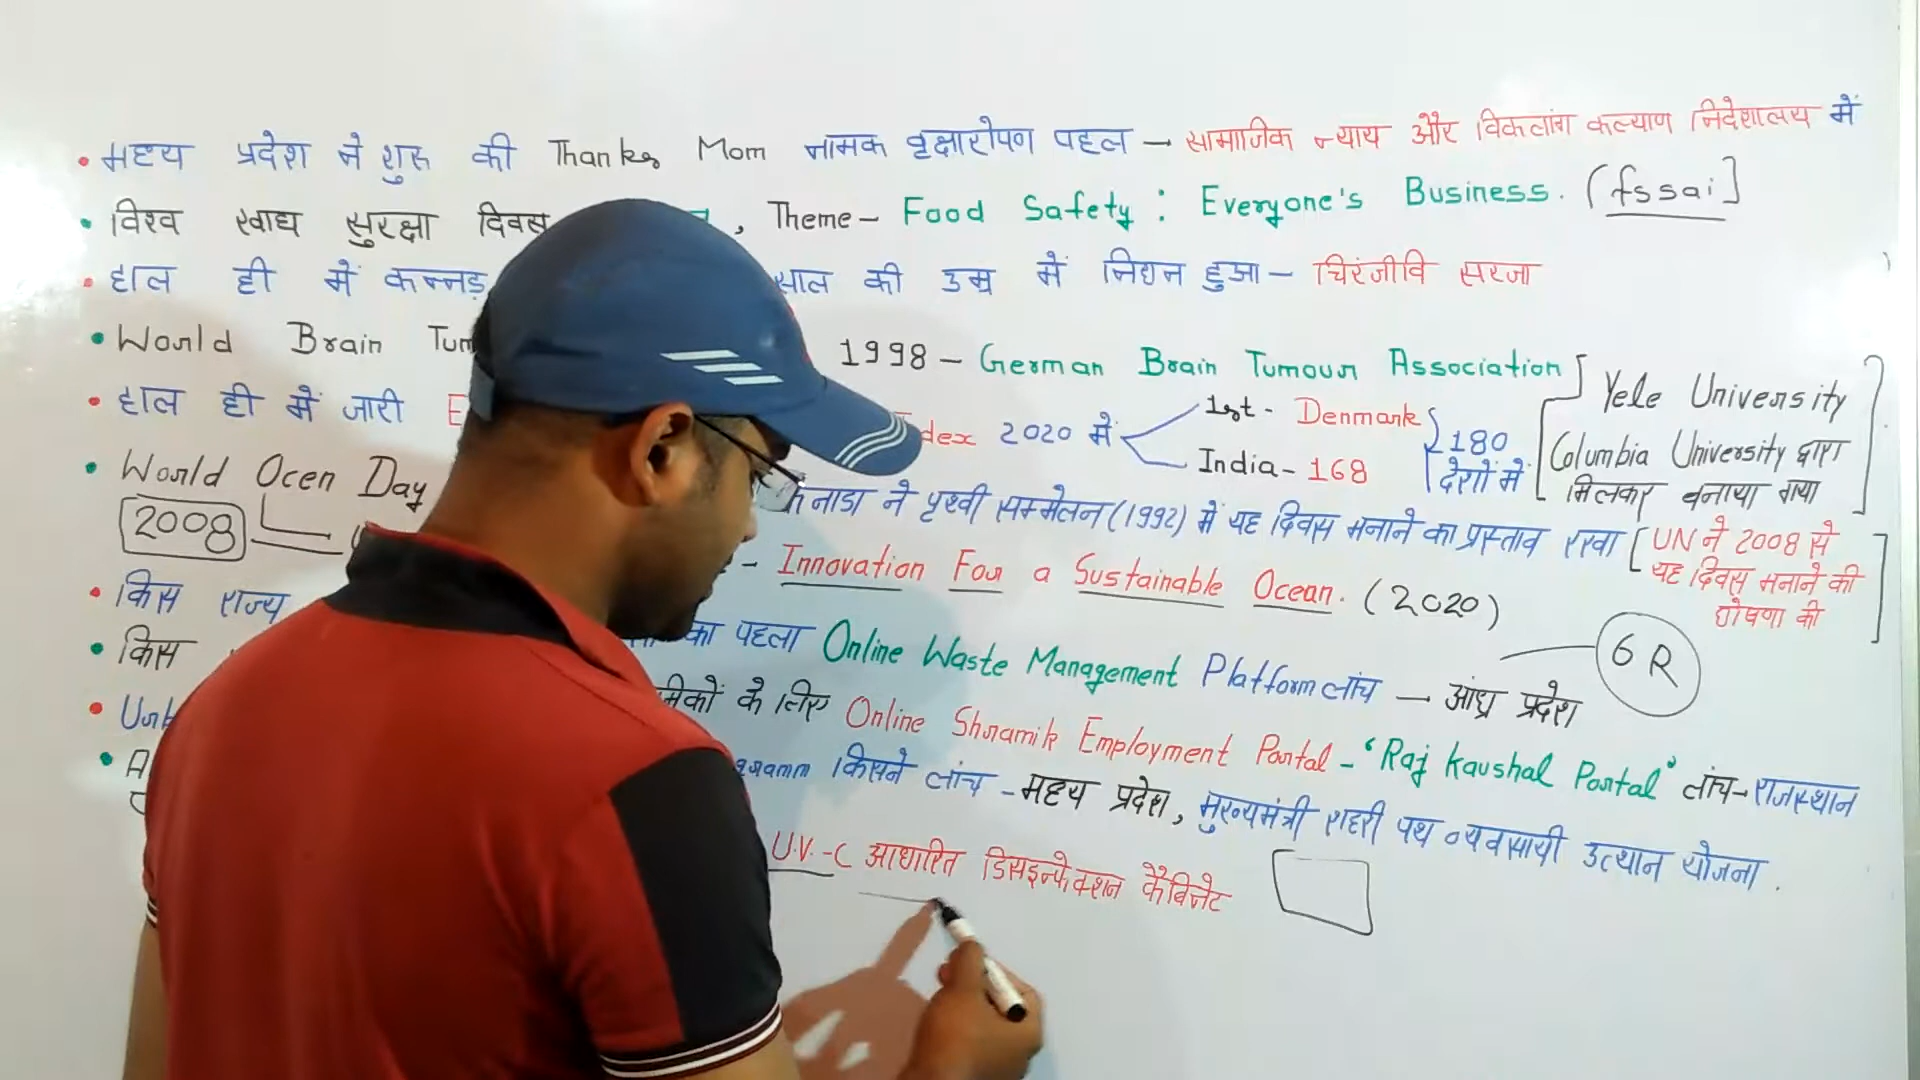 • मध्य प्रदेश ने शुरु की Thanks Mom नामक वृक्षारोपण पहल – सामाजिक न्याय और विकलांग कल्याण निदेशालय में
• विश्व खाद्य सुरक्षा दिवस , Theme – Food Safety : Everyone's Business. (fssai]
• हाल ही में कन्नड़ साल की उम्र में निधन हुआ – चिरंजीवि सरजा
• World Brain Tum 1998 – German Brain Tumour Association ]
• हाल ही में जारी E dex 2020 में 1st - Denmark India - 168 180 देशों में [ Yele University Columbia University द्वारा मिलकर बनाया गया ]
• World Ocen Day कनाडा ने पृथ्वी सम्मेलन (1992) में यह दिवस मनाने का प्रस्ताव रखा [ UN ने 2008 से यह दिवस मनाने की घोषणा की ]
2008 - Innovation For a Sustainable Ocean. (2020)
• किस राज्य का पहला Online Waste Management Platform लांच – आंध्र प्रदेश 6R
• किस मिकों के लिए Online Shramik Employment Portal - 'Raj Kaushal Portal' लांच – राजस्थान
• Urb gramm किसने लांच – मध्य प्रदेश, मुख्यमंत्री शहरी पथ व्यवसायी उत्थान योजना .
• U.V.-C आधारित डिसइन्फेक्शन कैबिनेट